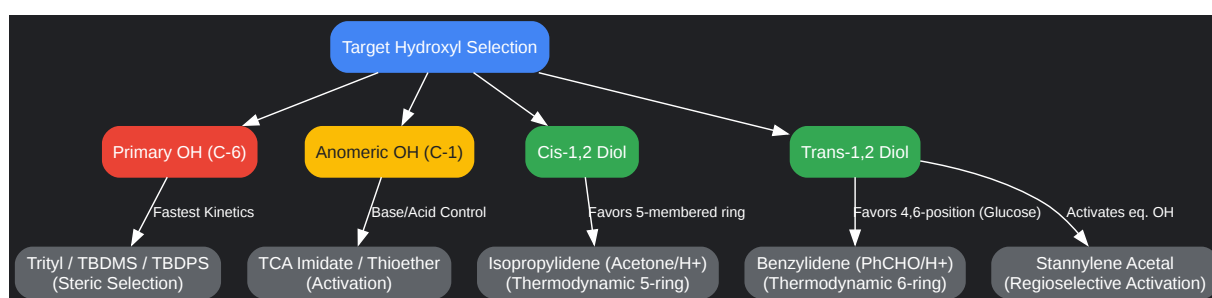 Target Hydroxyl Selection
Primary OH (C-6)
Anomeric OH (C-1)
Cis-1,2 Diol
Trans-1,2 Diol
Fastest Kinetics
Base/Acid Control
Favors 5-membered ring
Favors 4,6-position (Glucose)
Activates eq. OH
Trityl / TBDMS / TBDPS
(Steric Selection)
TCA Imidate / Thioether
(Activation)
Isopropylidene (Acetone/H+)
(Thermodynamic 5-ring)
Benzylidene (PhCHO/H+)
(Thermodynamic 6-ring)
Stannylene Acetal
(Regioselective Activation)